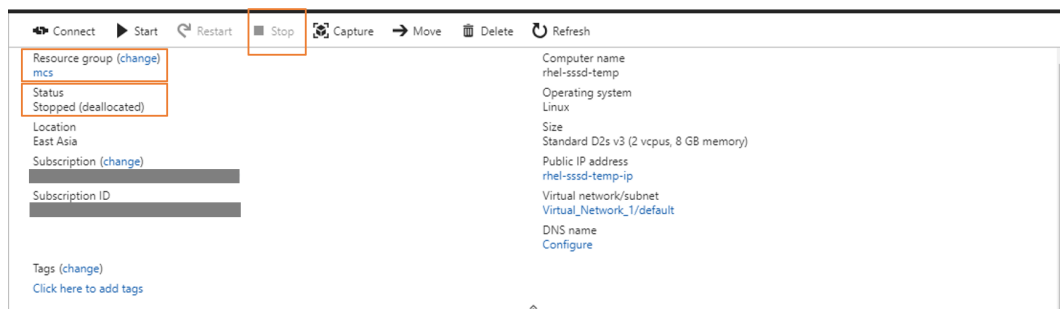 Connect Start Restart Stop Capture Move Delete Refresh
Resource group (change)
mcs
Status
Stopped (deallocated)
Location
East Asia
Subscription (change)
Subscription ID
Tags (change)
Click here to add tags
Computer name
rhel-sssd-temp
Operating system
Linux
Size
Standard D2s v3 (2 vcpus, 8 GB memory)
Public IP address
rhel-sssd-temp-ip
Virtual network/subnet
Virtual_Network_1/default
DNS name
Configure